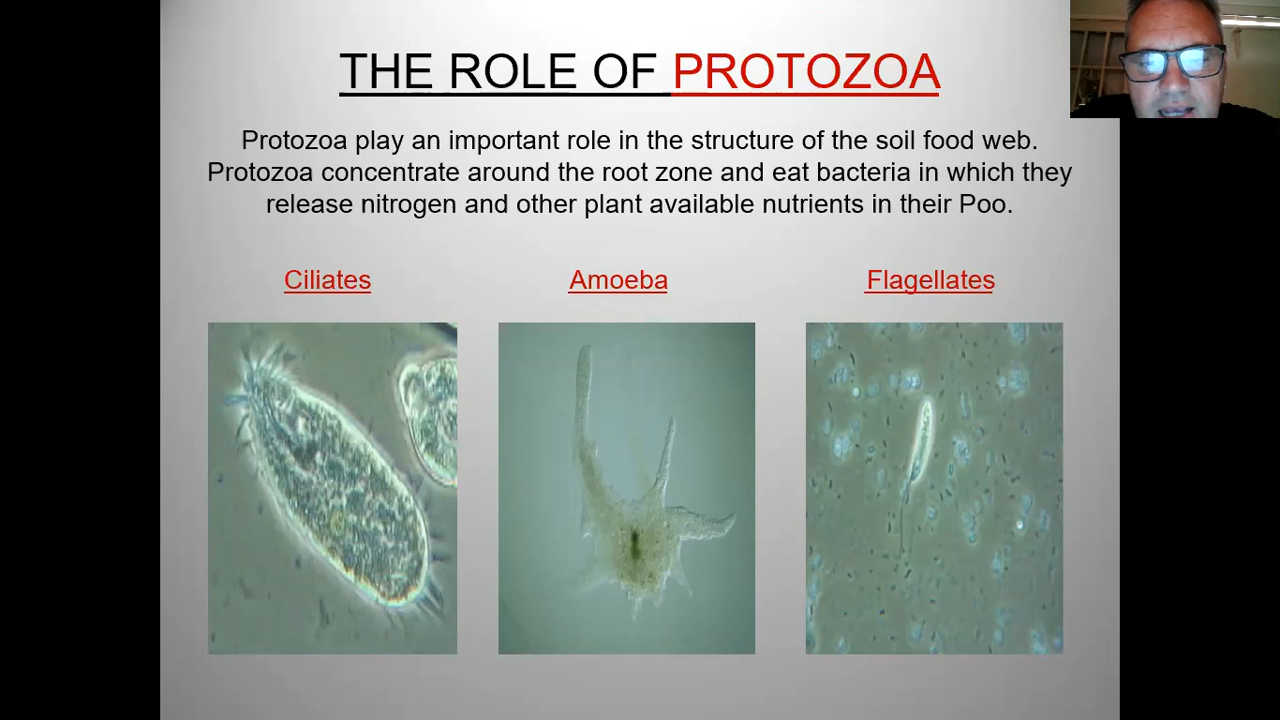 THE ROLE OF PROTOZOA
Protozoa play an important role in the structure of the soil food web.
Protozoa concentrate around the root zone and eat bacteria in which they
release nitrogen and other plant available nutrients in their Poo.
Ciliates
Amoeba
Flagellates